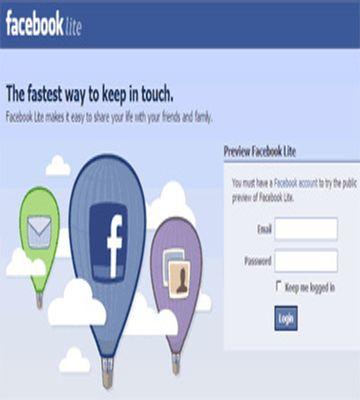 facebook lite
The fastest way to keep in touch.
Facebook Lite makes it easy to share your life with your friends and family.
Preview Facebook Lite
You must have a Facebook account to try the public
preview of Facebook Lite.
Email
Password
Keep me logged in
Login
f